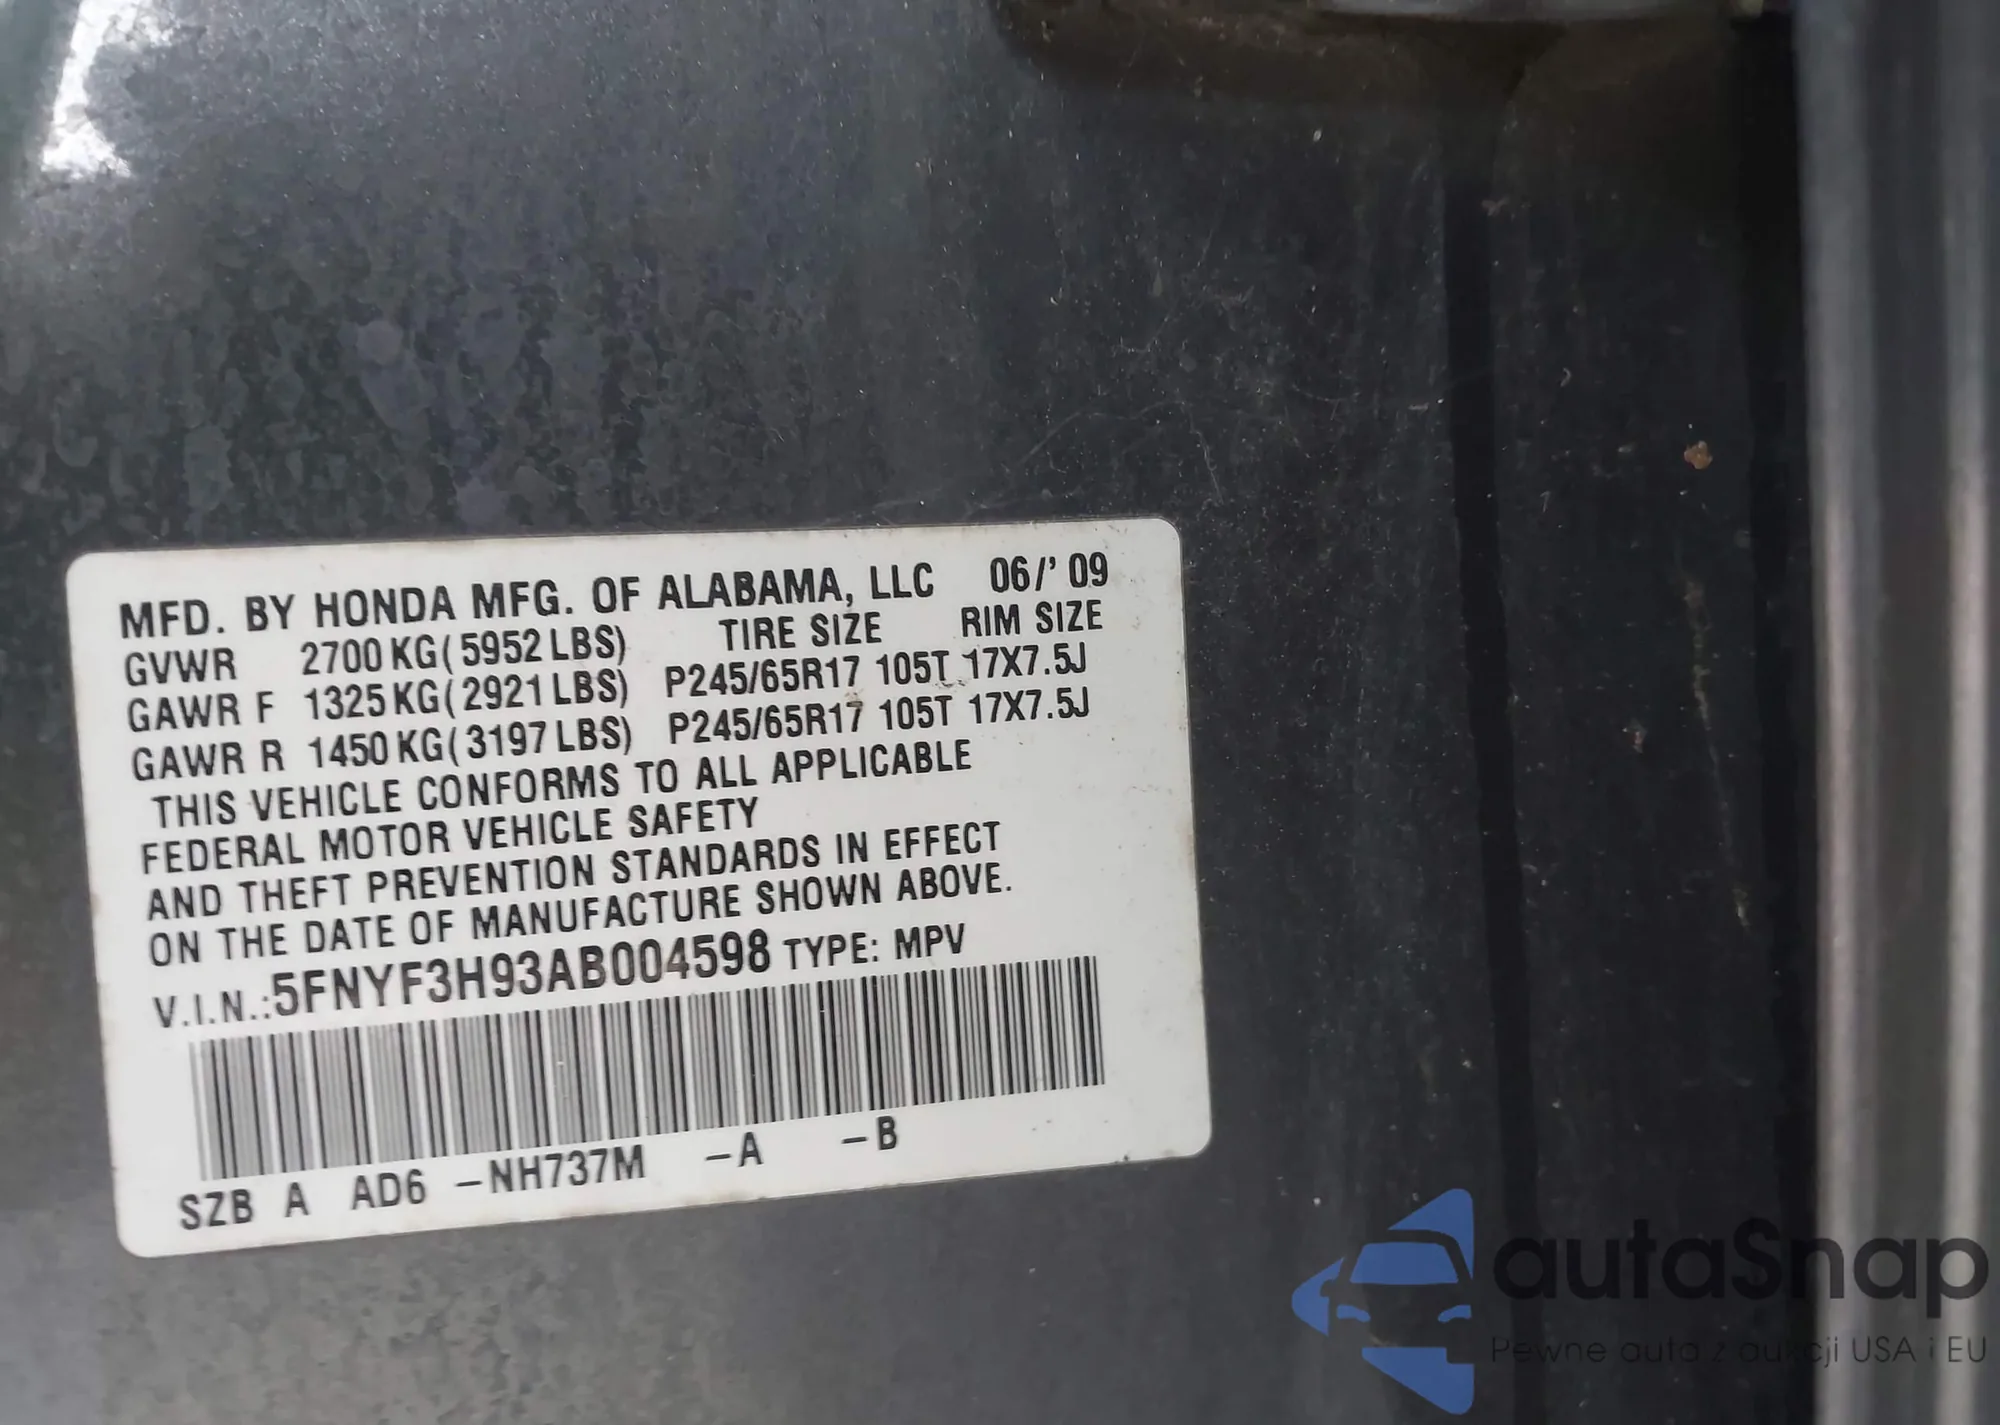 MFD. BY HONDA MFG. OF ALABAMA, LLC 06/' 09
GVWR 2700 KG( 5952 LBS) TIRE SIZE RIM SIZE
GAWR F 1325 KG( 2921 LBS) P245/65R17 105T 17X7.5J
GAWR R 1450 KG( 3197 LBS) P245/65R17 105T 17X7.5J
THIS VEHICLE CONFORMS TO ALL APPLICABLE
FEDERAL MOTOR VEHICLE SAFETY
AND THEFT PREVENTION STANDARDS IN EFFECT
ON THE DATE OF MANUFACTURE SHOWN ABOVE.
V.I.N.:5FNYF3H93AB004598 TYPE: MPV
SZB A AD6 -NH737M -A -B
autaSnap
Pewne auta z aukcji USA i EU